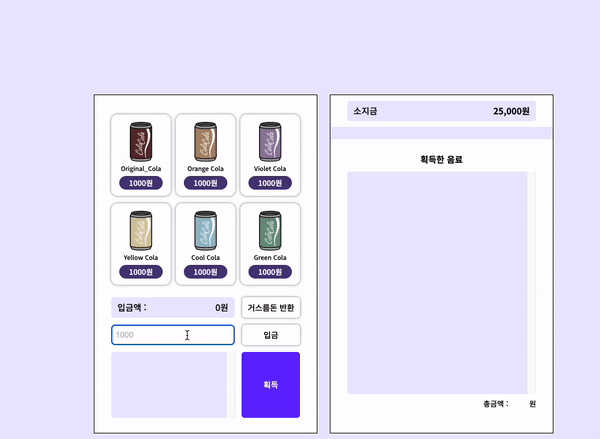 Original_Cola
1000원
Orange Cola
1000원
Violet Cola
1000원
Yellow Cola
1000원
Cool Cola
1000원
Green Cola
1000원
입금액 : 0원
거스름돈 반환
1000
입금
획득
소지금 25,000원
획득한 음료
총금액 : 원